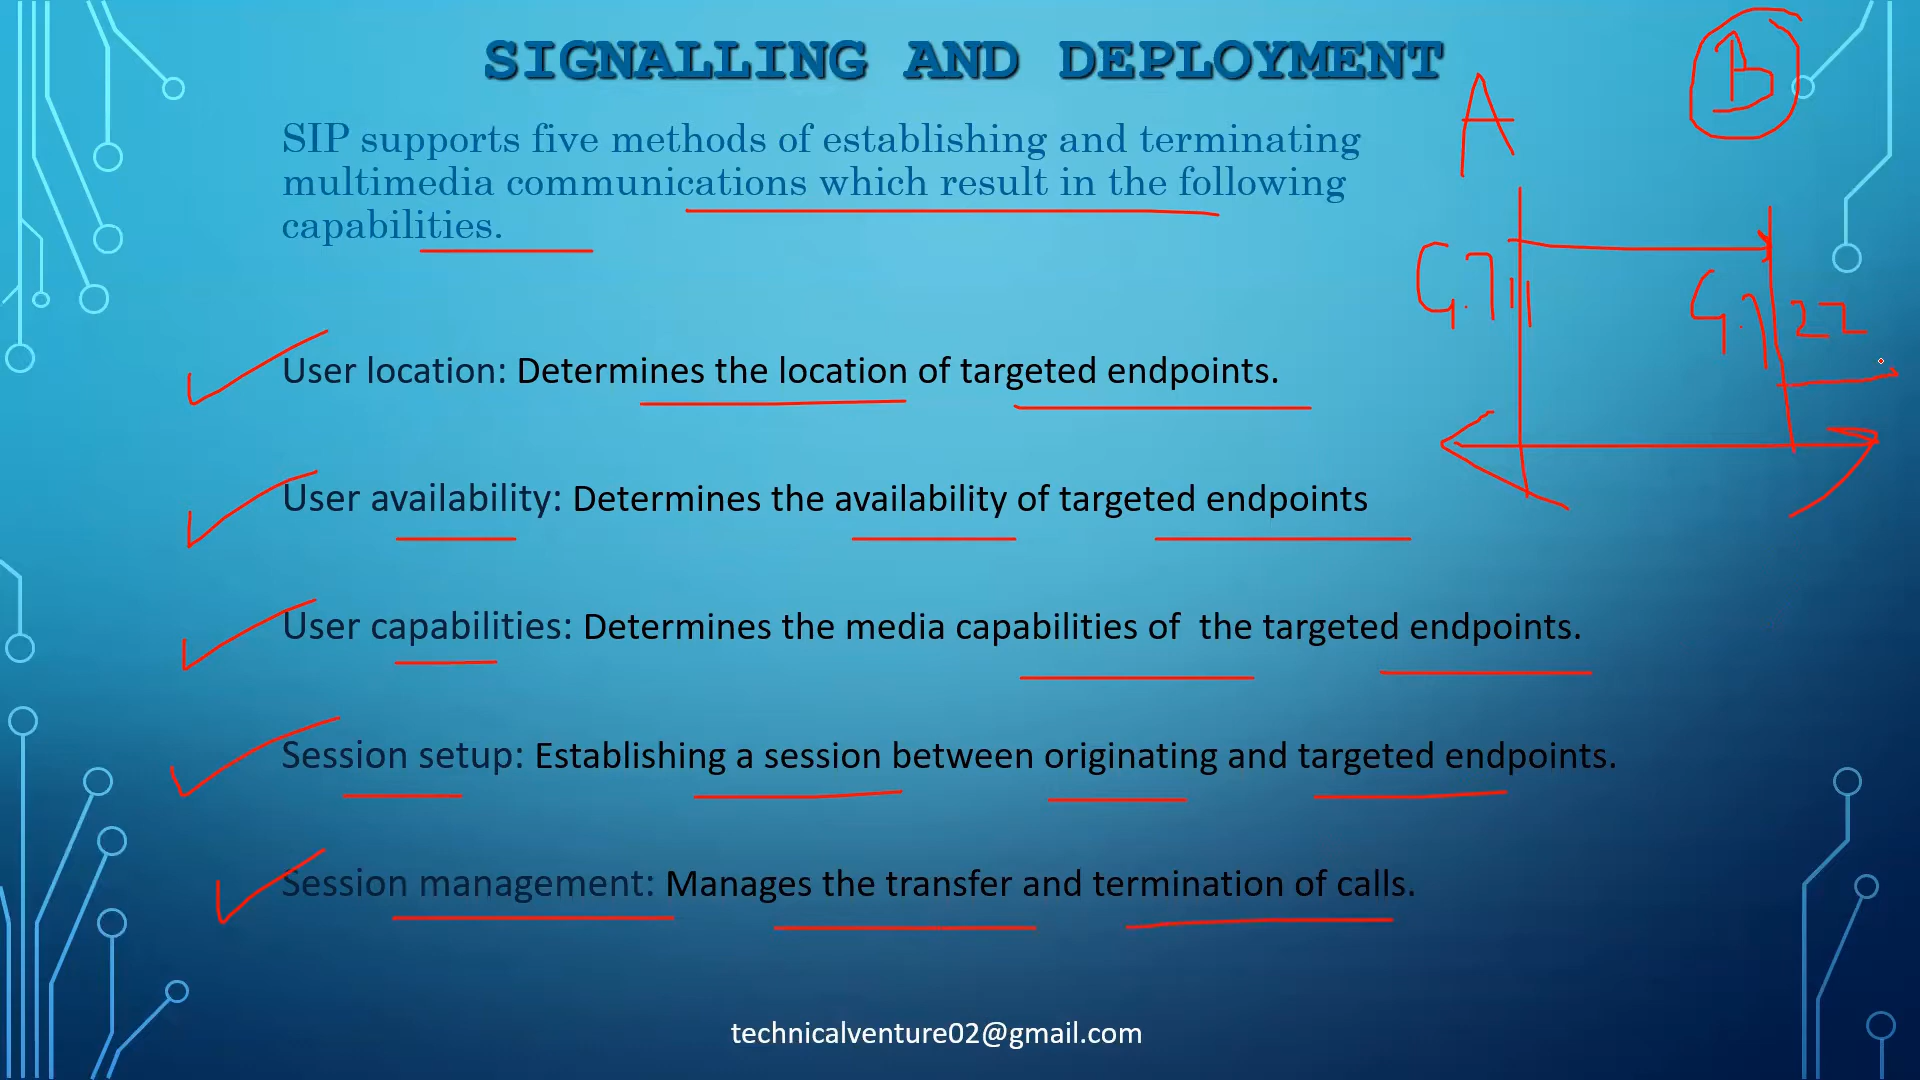 SIGNALLING AND DEPLOYMENT
A
B
SIP supports five methods of establishing and terminating
multimedia communications which result in the following
capabilities.
G.711
G.722
User location: Determines the location of targeted endpoints.
User availability: Determines the availability of targeted endpoints
User capabilities: Determines the media capabilities of the targeted endpoints.
Session setup: Establishing a session between originating and targeted endpoints.
Session management: Manages the transfer and termination of calls.
technicalventure02@gmail.com